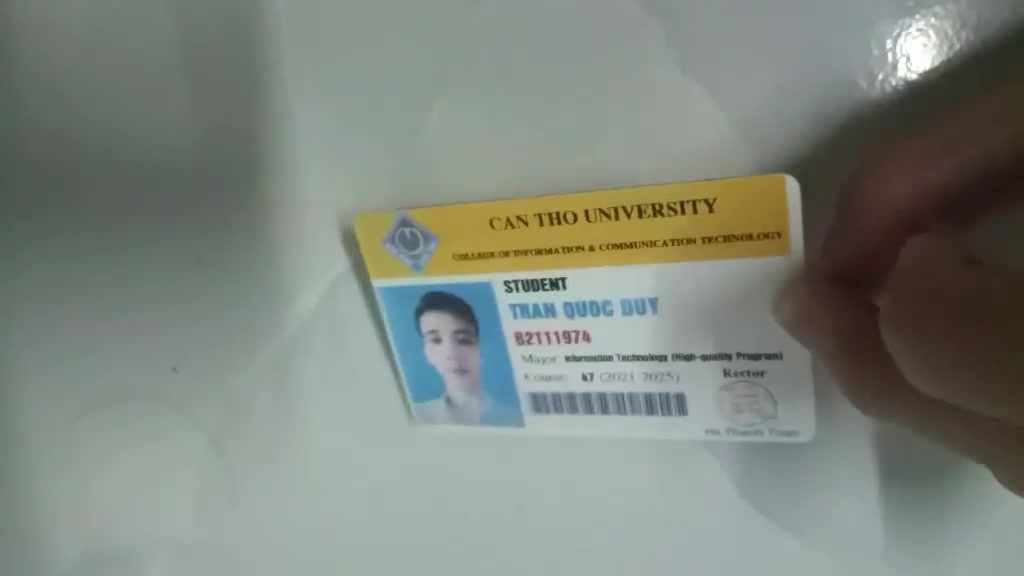 CAN THO UNIVERSITY
COLLEGE OF INFORMATION & COMMUNICATION TECHNOLOGY
STUDENT
TRAN QUOC DUY
B2111974
Major: Information Technology (High-quality Program)
Course: 47 (2021-2025)
Rector
Ha Thanh Toan